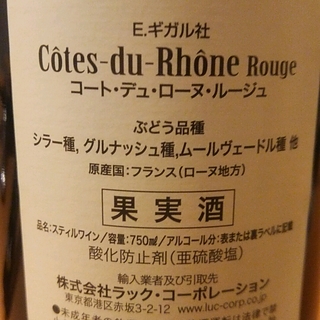 E.ギガル社
Côtes-du-Rhône Rouge
コート・デュ・ローヌ・ルージュ
ぶどう品種
シラー種, グルナッシュ種,ムールヴェードル種 他
原産国:フランス(ローヌ地方)
果実酒
品名:スティルワイン/容量:750㎖/アルコール分:表または裏ラベルに記載
酸化防止剤(亜硫酸塩)
輸入業者及び引取先
株式会社ラック・コーポレーション
東京都港区赤坂3-2-12 www.luc-corp.co.jp